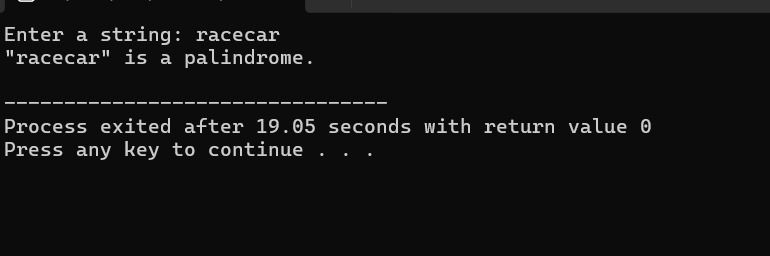 Enter a string: racecar
"racecar" is a palindrome.
--------------------------------
Process exited after 19.05 seconds with return value 0
Press any key to continue . . .